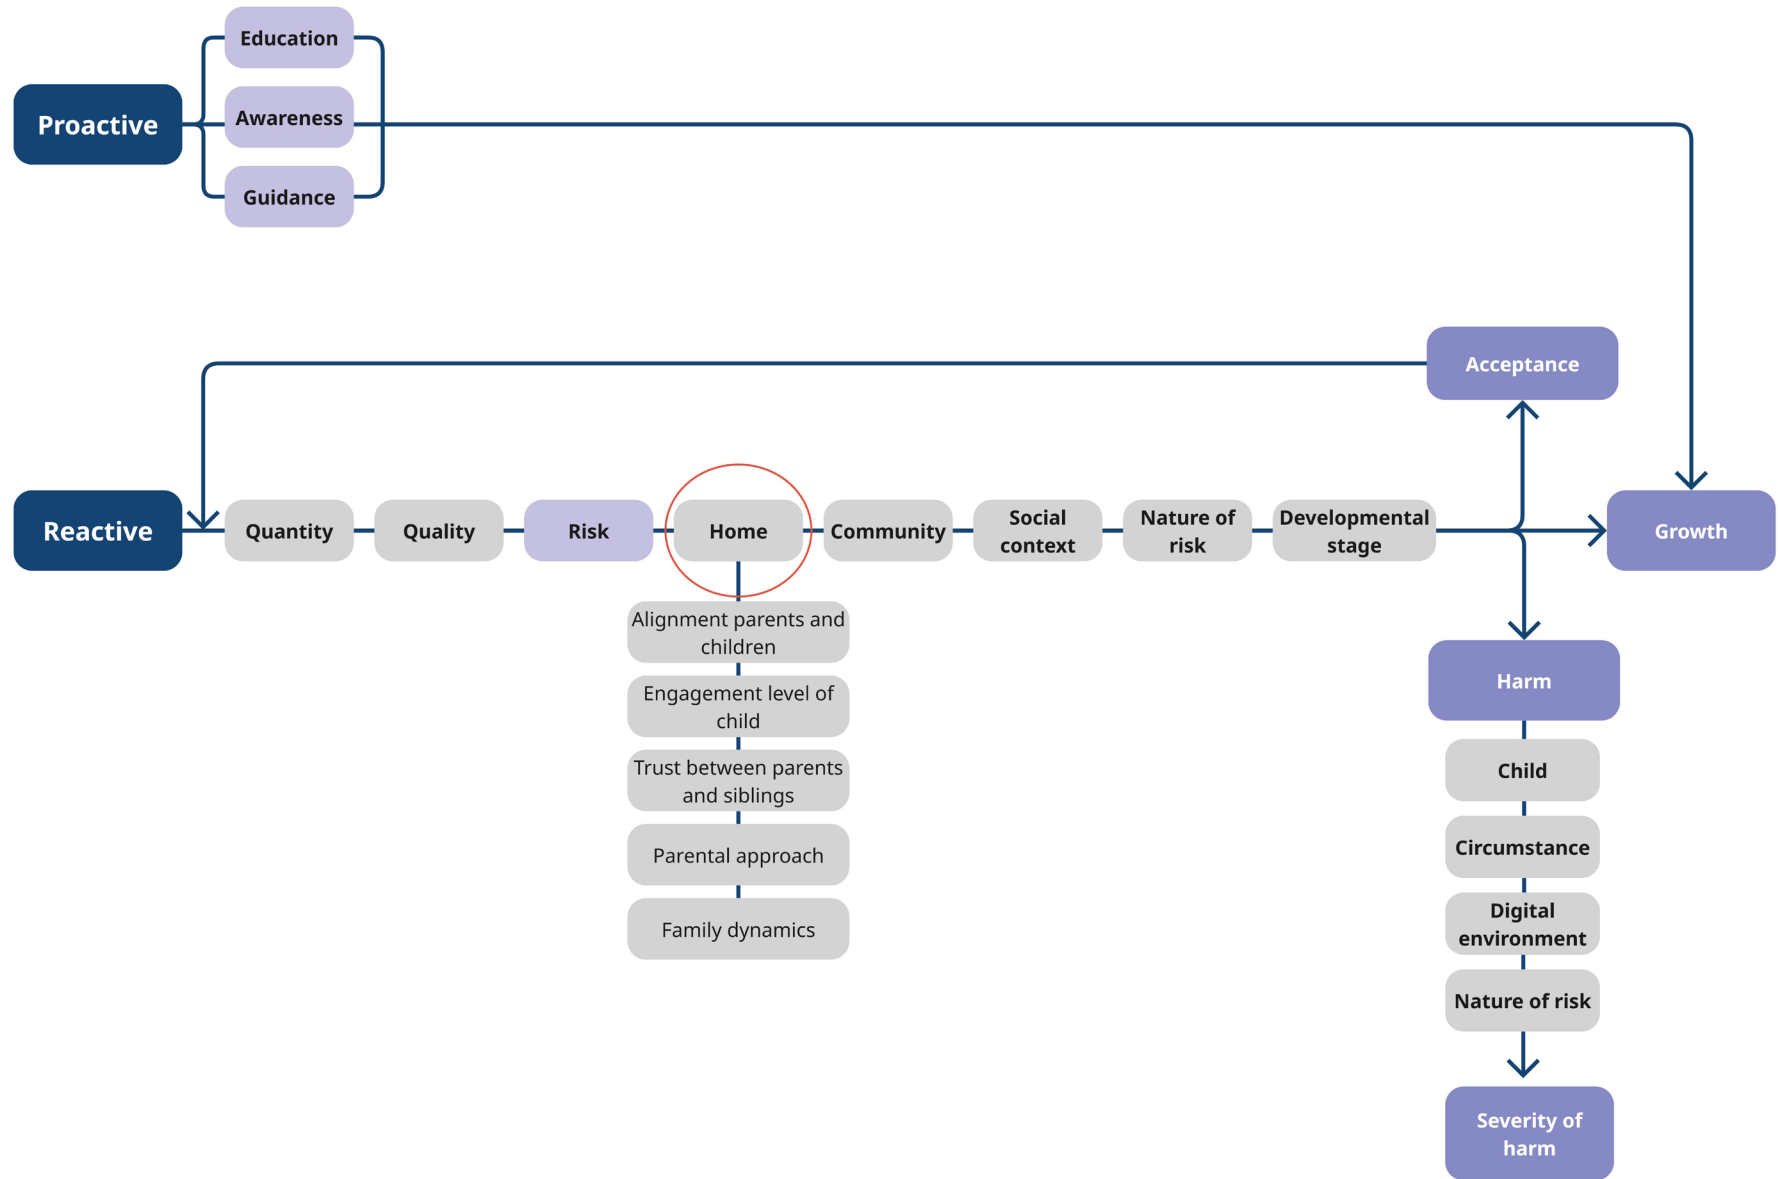 Education
Proactive
Awareness
Guidance
Acceptance
Reactive
Quantity
Quality
Risk
Home
Community
Social
context
Nature of
risk
Developmental
stage
Growth
Alignment parents and
children
Engagement level of
child
Trust between parents
and siblings
Parental approach
Family dynamics
Harm
Child
Circumstance
Digital
environment
Nature of risk
Severity of
harm